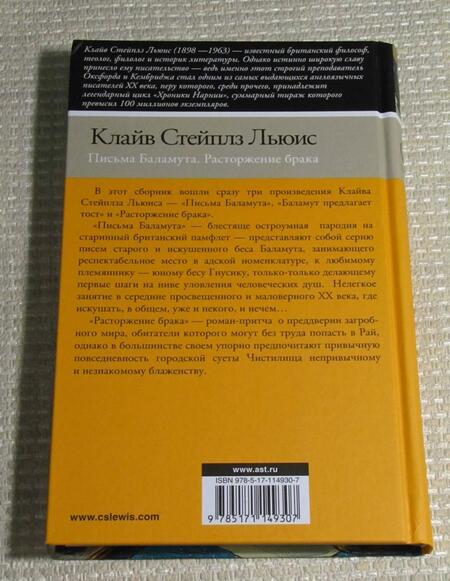 Клайв Стейплз Льюис (1898 —1963) — известный британский философ,
теолог, филолог и историк литературы. Однако истинно широкую славу
принесло ему писательство — ведь именно этот строгий преподаватель
Оксфорда и Кембриджа стал одним из самых выдающихся англоязычных
писателей XX века, перу которого, среди прочего, принадлежит
легендарный цикл «Хроники Нарнии», суммарный тираж которого
превысил 100 миллионов экземпляров.
Клайв Стейплз Льюис
Письма Баламута. Расторжение брака
В этот сборник вошли сразу три произведения Клайва
Стейплза Льюиса — «Письма Баламута», «Баламут предлагает
тост» и «Расторжение брака».
«Письма Баламута» — блестяще остроумная пародия на
старинный британский памфлет — представляют собой серию
писем старого и искушенного беса Баламута, занимающего
респектабельное место в адской номенклатуре, к любимому
племяннику — юному бесу Гнусику, только-только делающему
первые шаги на ниве уловления человеческих душ. Нелегкое
занятие в середине просвещенного и маловерного XX века, где
искушать, в общем, уже и некого, и нечем…
«Расторжение брака» — роман-притча о преддверии загроб-
ного мира, обитатели которого могут без труда попасть в Рай,
однако в большинстве своем упорно предпочитают привычную
повседневность городской суеты Чистилища непривычному
и незнакомому блаженству.
www.ast.ru
ISBN 978-5-17-114930-7
9 785171 149307
www.cslewis.com